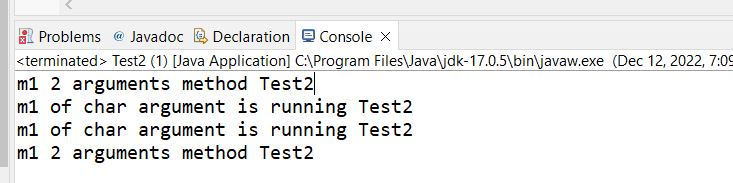 Problems @ Javadoc Declaration Console
<terminated> Test2 (1) [Java Application] C:\Program Files\Java\jdk-17.0.5\bin\javaw.exe (Dec 12, 2022, 7:09
m1 2 arguments method Test2
m1 of char argument is running Test2
m1 of char argument is running Test2
m1 2 arguments method Test2